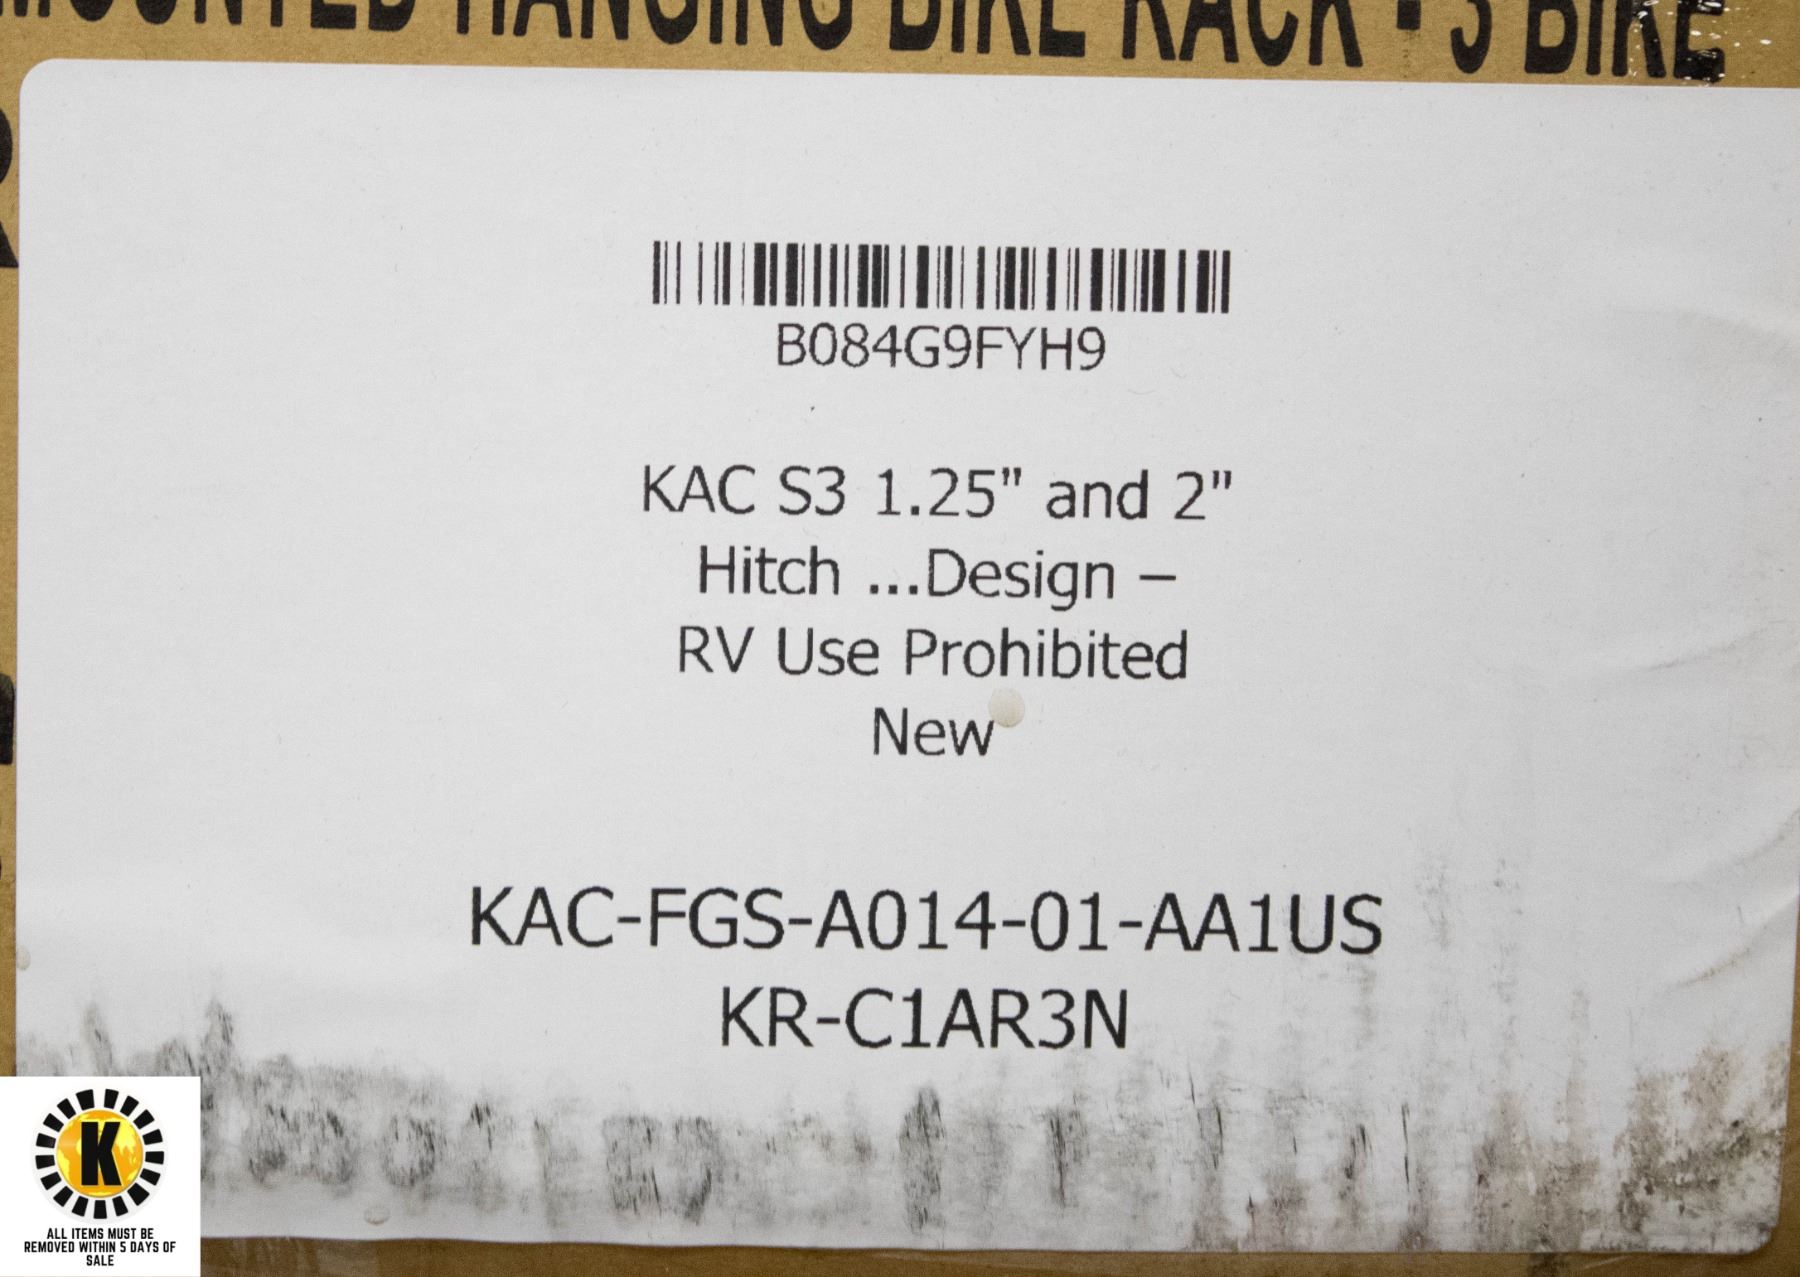 MOUNTED HANGING BIKE RACK - 3 BIKE
B084G9FYH9
KAC S3 1.25" and 2"
Hitch ...Design –
RV Use Prohibited
New
KAC-FGS-A014-01-AA1US
KR-C1AR3N
K
ALL ITEMS MUST BE
REMOVED WITHIN 5 DAYS OF
SALE